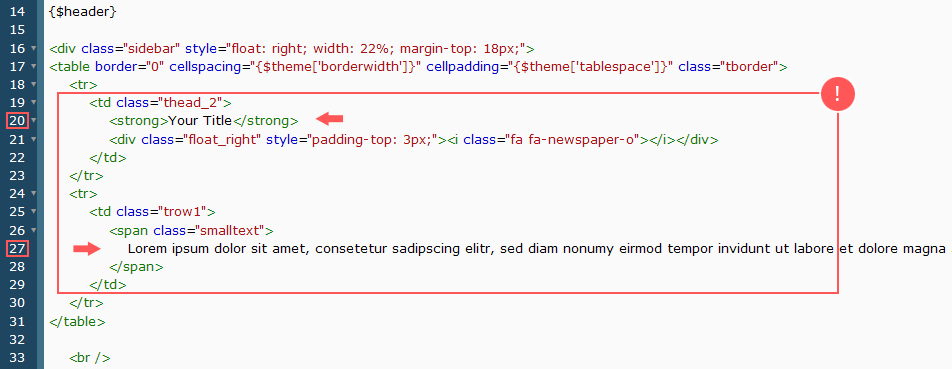 14 {$header}
15
16 <div class="sidebar" style="float: right; width: 22%; margin-top: 18px;">
17 <table border="0" cellspacing="{$theme['borderwidth']}" cellpadding="{$theme['tablespace']}" class="tborder">
18 <tr>
19 <td class="thead_2">
20 <strong>Your Title</strong>
21 <div class="float_right" style="padding-top: 3px;"><i class="fa fa-newspaper-o"></i></div>
22 </td>
23 </tr>
24 <tr>
25 <td class="trow1">
26 <span class="smalltext">
27 Lorem ipsum dolor sit amet, consetetur sadipscing elitr, sed diam nonumy eirmod tempor invidunt ut labore et dolore magna
28 </span>
29 </td>
30 </tr>
31 </table>
32
33 <br />
!